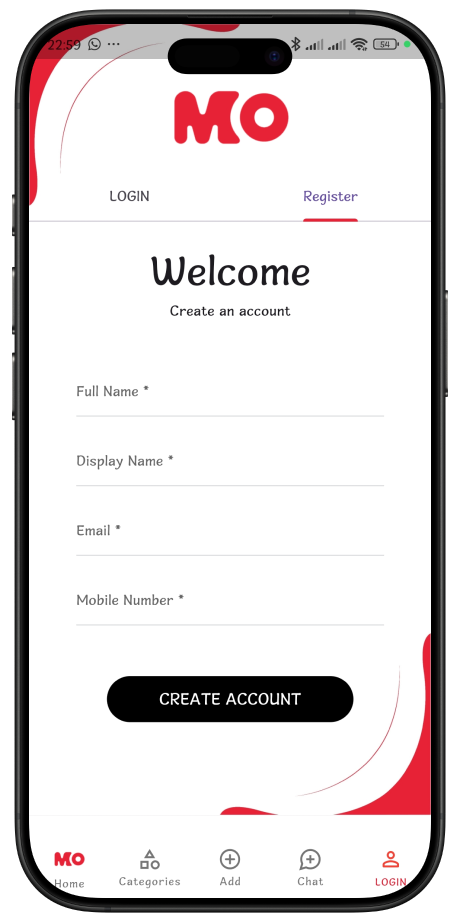 22:59 ... 54
MO
LOGIN Register
Welcome
Create an account
Full Name *
Display Name *
Email *
Mobile Number *
CREATE ACCOUNT
MO
Home Categories Add Chat LOGIN